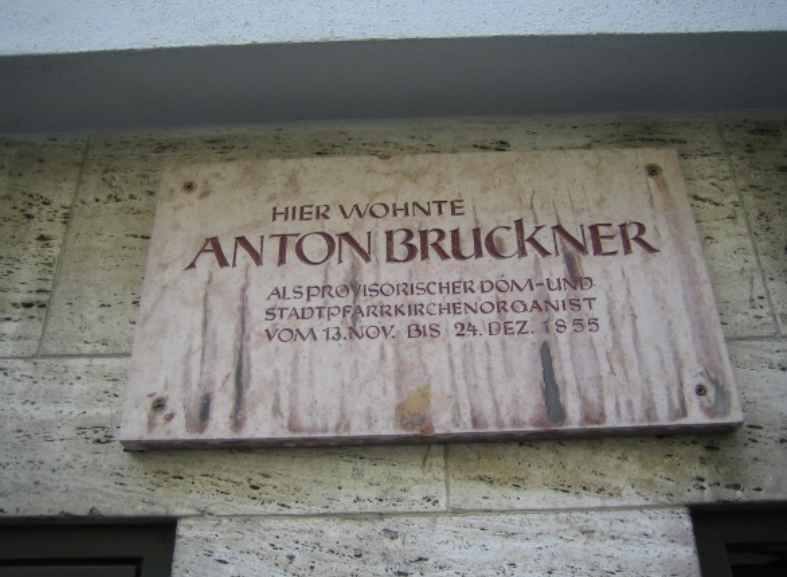 HIER WOHNTE
ANTON BRUCKNER
ALS PROVISORISCHER DOM-UND
STADTPFARRKIRCHENORGANIST
VOM 13. NOV. BIS 24. DEZ. 1855